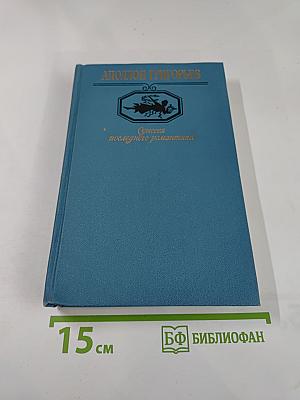 АПОЛЛОН ГРИГОРЬЕВ
Одиссея
последнего романтика
15 см
БФ
БИБЛИОФАН